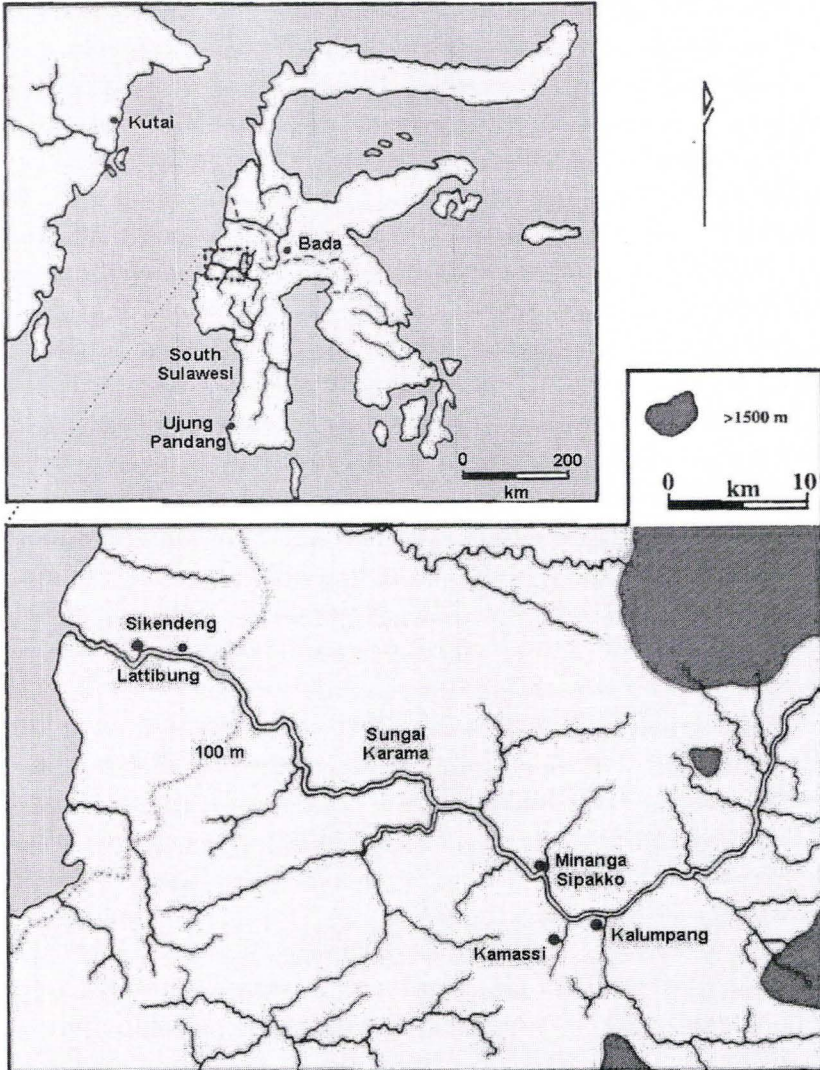 Kutai
Bada
South
Sulawesi
Ujung
Pandang
0 200
km
>1500 m
0 km 10
Sikendeng
Lattibung
100 m
Sungai
Karama
Minanga
Sipakko
Kamassi
Kalumpang